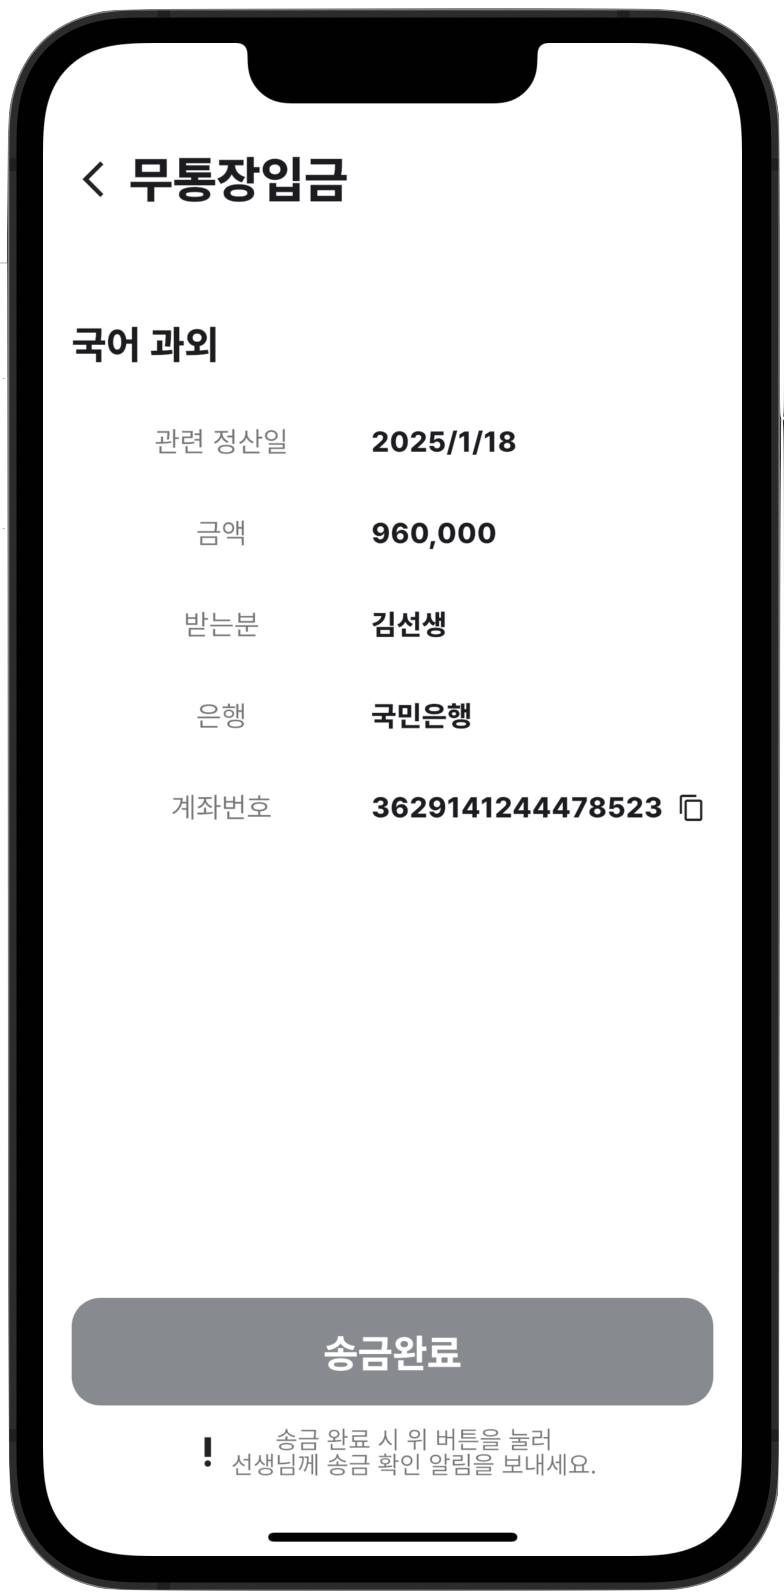 무통장입금
국어 과외
관련 정산일 2025/1/18
금액 960,000
받는분 김선생
은행 국민은행
계좌번호 3629141244478523
송금완료
! 송금 완료 시 위 버튼을 눌러
선생님께 송금 확인 알림을 보내세요.